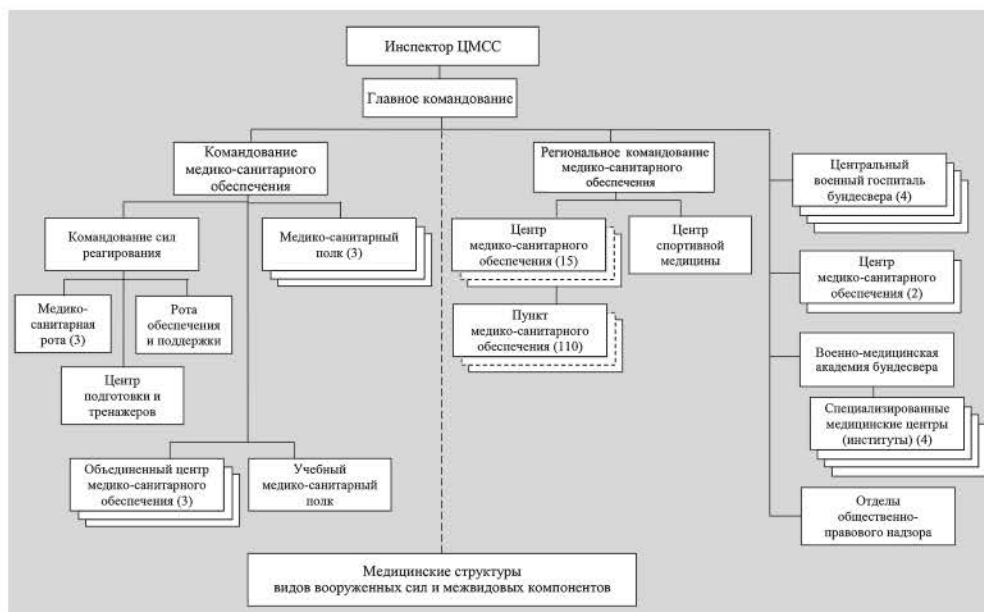 Инспектор ЦМСС
Главное командование
Командование
медико-санитарного
обеспечения
Командование сил
реагирования
Медико-
санитарная
рота (3)
Рота
обеспечения
и поддержки
Центр
подготовки и
тренажеров
Медико-санитарный
полк (3)
Объединенный центр
медико-санитарного
обеспечения (3)
Учебный
медико-санитарный
полк
Региональное командование
медико-санитарного
обеспечения
Центр
медико-санитарного
обеспечения (15)
Пункт
медико-санитарного
обеспечения (110)
Центр
спортивной
медицины
Центральный
военный госпиталь
бундесвера (4)
Центр
медико-санитарного
обеспечения (2)
Военно-медицинская
академия бундесвера
Специализированные
медицинские центры
(институты) (4)
Отделы
общественно-
правового надзора
Медицинские структуры
видов вооруженных сил и межвидовых компонентов